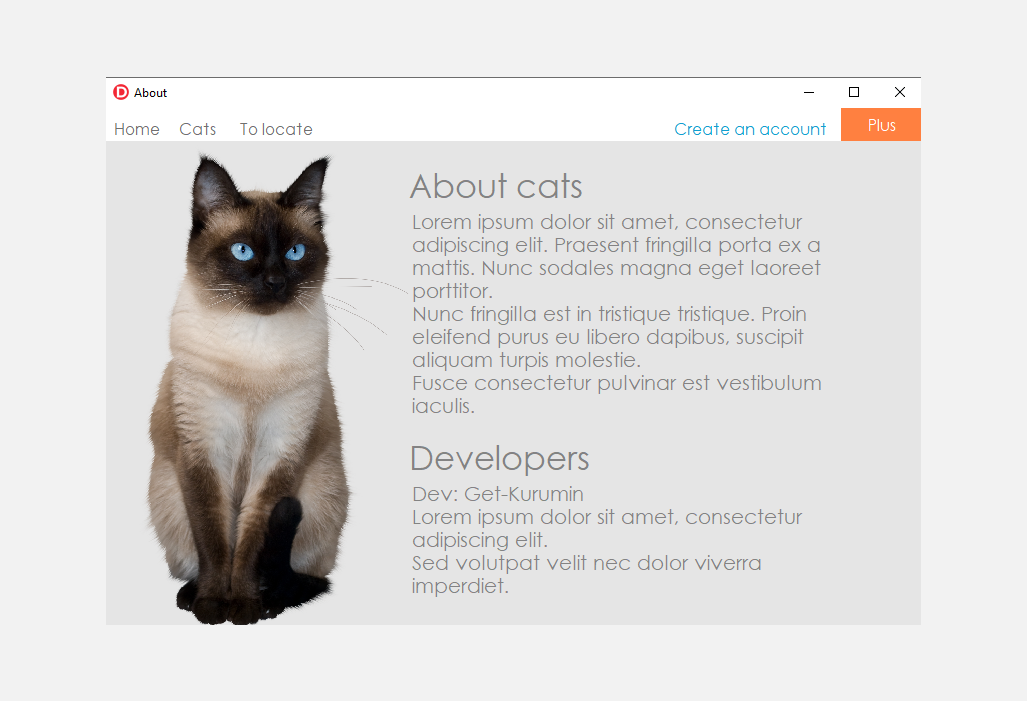 D About
Home Cats To locate Create an account Plus
About cats
Lorem ipsum dolor sit amet, consectetur
adipiscing elit. Praesent fringilla porta ex a
mattis. Nunc sodales magna eget laoreet
porttitor.
Nunc fringilla est in tristique tristique. Proin
eleifend purus eu libero dapibus, suscipit
aliquam turpis molestie.
Fusce consectetur pulvinar est vestibulum
iaculis.
Developers
Dev: Get-Kurumin
Lorem ipsum dolor sit amet, consectetur
adipiscing elit.
Sed volutpat velit nec dolor viverra
imperdiet.